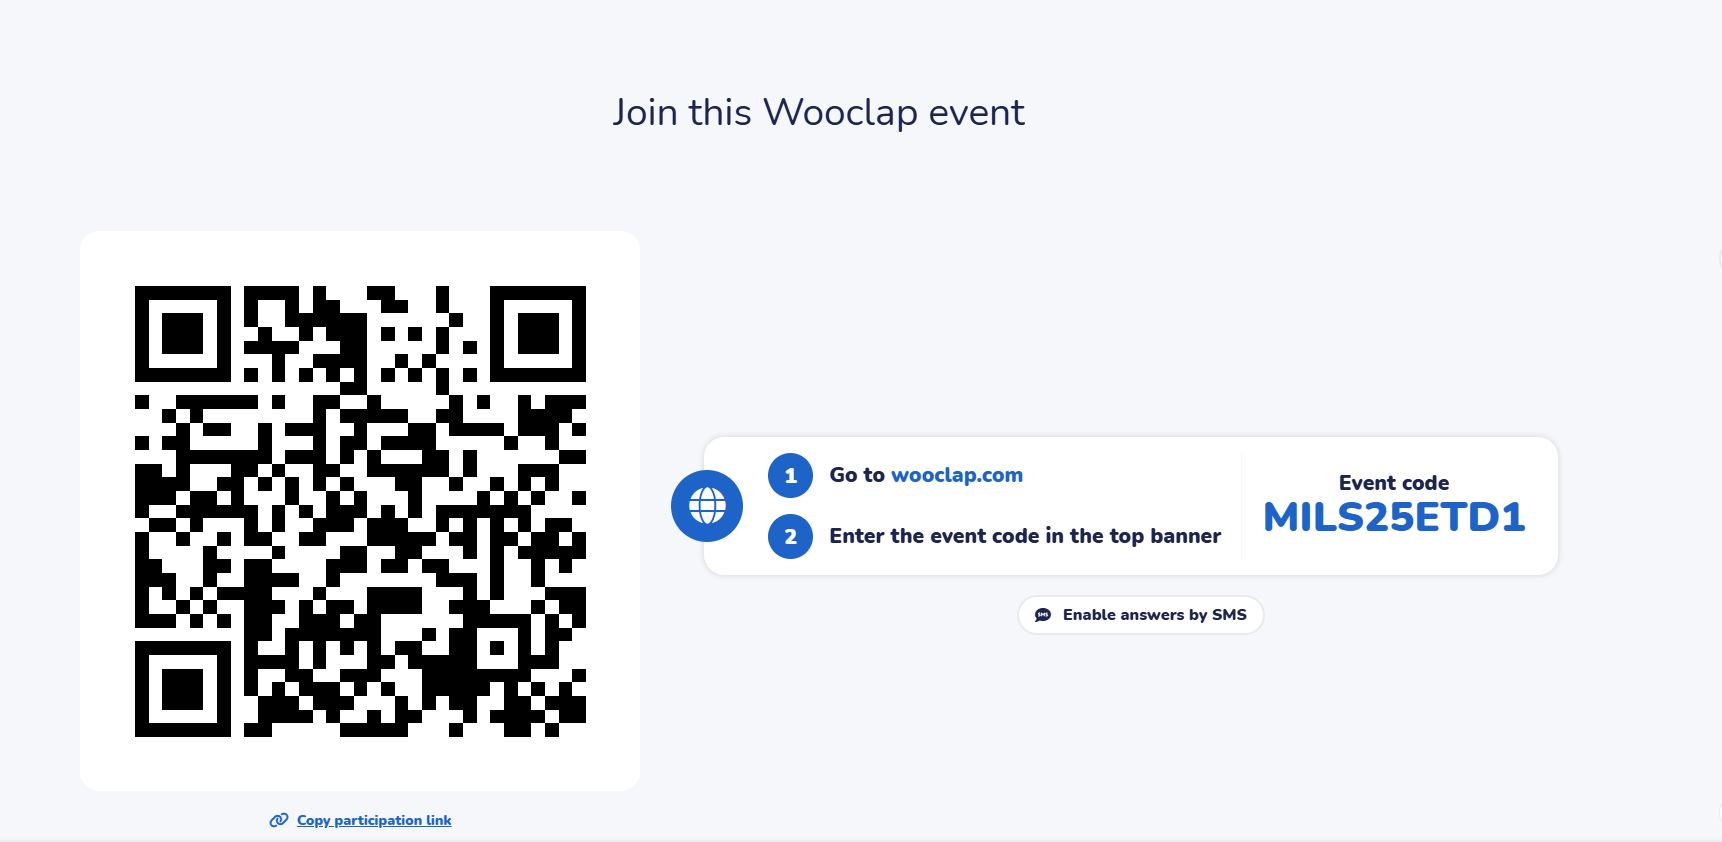 Join this Wooclap event
1 Go to wooclap.com
2 Enter the event code in the top banner
Event code
MILS25ETD1
SMS Enable answers by SMS
Copy participation link